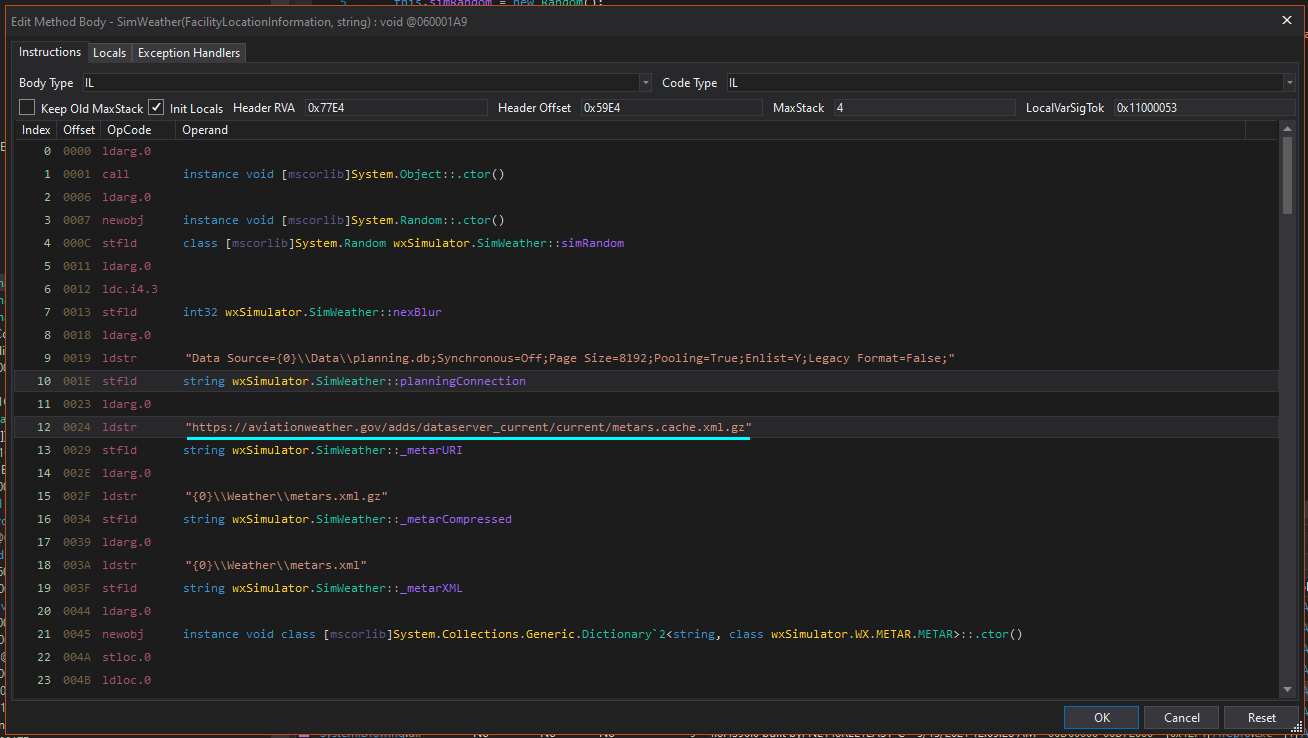 this.simRandom = new Random();
Edit Method Body - SimWeather(FacilityLocationInformation, string) : void @060001A9
Instructions Locals Exception Handlers
Body Type IL Code Type IL
Keep Old MaxStack Init Locals Header RVA 0x77E4 Header Offset 0x59E4 MaxStack 4 LocalVarSigTok 0x11000053
Index Offset OpCode Operand
0 0000 ldarg.0
1 0001 call instance void [mscorlib]System.Object::.ctor()
2 0006 ldarg.0
3 0007 newobj instance void [mscorlib]System.Random::.ctor()
4 000C stfld class [mscorlib]System.Random wxSimulator.SimWeather::simRandom
5 0011 ldarg.0
6 0012 ldc.i4.3
7 0013 stfld int32 wxSimulator.SimWeather::nexBlur
8 0018 ldarg.0
9 0019 ldstr "Data Source={0}\\Data\\planning.db;Synchronous=Off;Page Size=8192;Pooling=True;Enlist=Y;Legacy Format=False;"
10 001E stfld string wxSimulator.SimWeather::planningConnection
11 0023 ldarg.0
12 0024 ldstr "https://aviationweather.gov/adds/dataserver_current/current/metars.cache.xml.gz"
13 0029 stfld string wxSimulator.SimWeather::_metarURI
14 002E ldarg.0
15 002F ldstr "{0}\\Weather\\metars.xml.gz"
16 0034 stfld string wxSimulator.SimWeather::_metarCompressed
17 0039 ldarg.0
18 003A ldstr "{0}\\Weather\\metars.xml"
19 003F stfld string wxSimulator.SimWeather::_metarXML
20 0044 ldarg.0
21 0045 newobj instance void class [mscorlib]System.Collections.Generic.Dictionary`2<string, class wxSimulator.WX.METAR.METAR>::.ctor()
22 004A stloc.0
23 004B ldloc.0
OK Cancel Reset